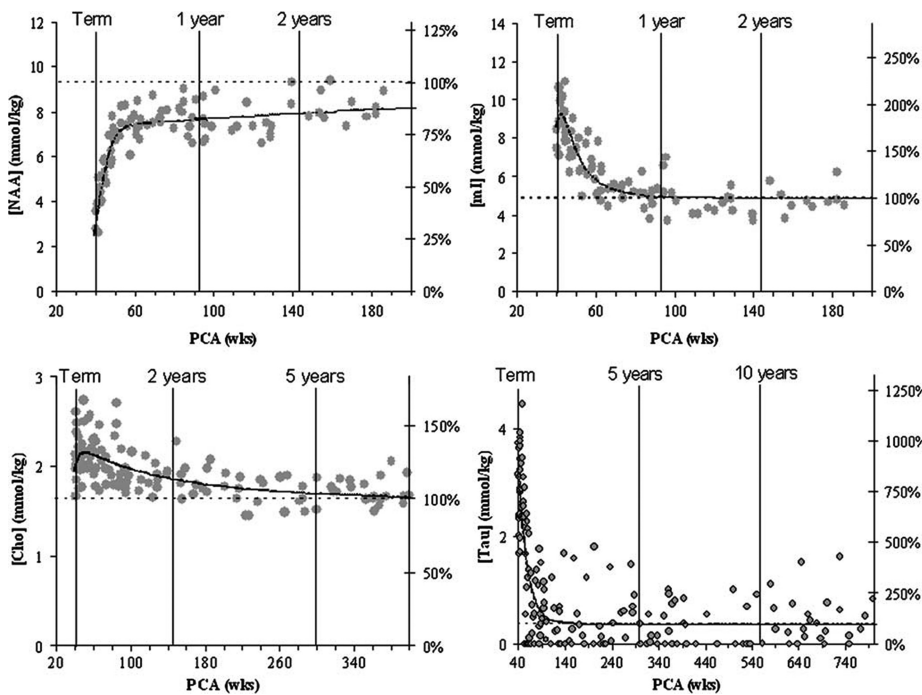 Term 1 year 2 years
12
10
8
6
4
2
0
125%
100%
75%
50%
25%
0%
[NAA] (mmol/kg)
20 60 100 140 180
PCA (wks)
Term 1 year 2 years
14
12
10
8
6
4
2
0
250%
200%
150%
100%
50%
0%
[mI] (mmol/kg)
20 60 100 140 180
PCA (wks)
Term 2 years 5 years
3
2
1
0
150%
100%
50%
0%
[Cho] (mmol/kg)
20 100 180 260 340
PCA (wks)
Term 5 years 10 years
4
2
0
1250%
1000%
750%
500%
250%
0%
[Tau] (mmol/kg)
40 140 240 340 440 540 640 740
PCA (wks)